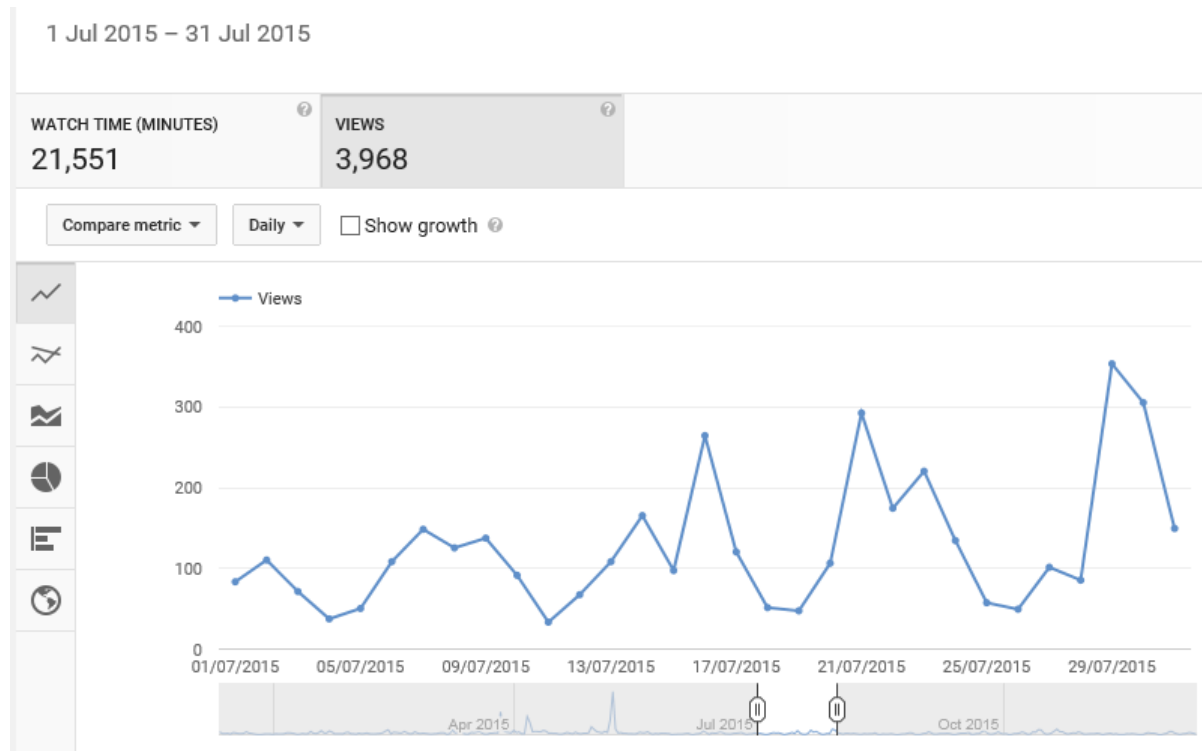 1 Jul 2015 – 31 Jul 2015
WATCH TIME (MINUTES) ?
21,551
VIEWS ?
3,968
Compare metric
Daily
Show growth ?
Views
400
300
200
100
0
01/07/2015 05/07/2015 09/07/2015 13/07/2015 17/07/2015 21/07/2015 25/07/2015 29/07/2015
Apr 2015 Jul 2015 Oct 2015